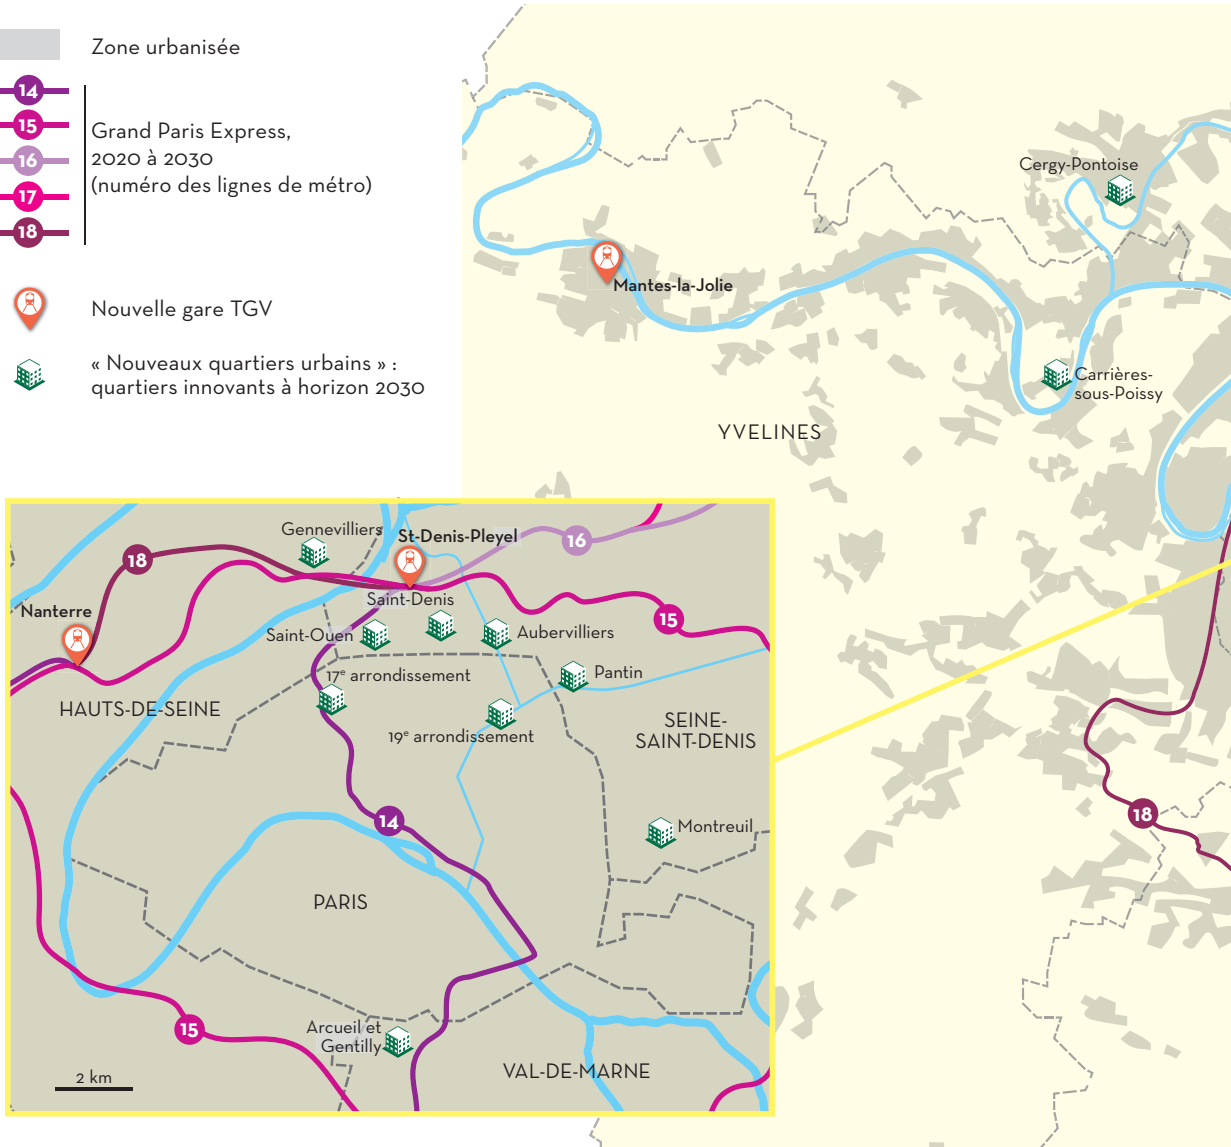 Zone urbanisée
14
15
16
17
18
Grand Paris Express,
2020 à 2030
(numéro des lignes de métro)
Nouvelle gare TGV
« Nouveaux quartiers urbains » :
quartiers innovants à horizon 2030
Cergy-Pontoise
Mantes-la-Jolie
Carrières-
sous-Poissy
YVELINES
18
Gennevilliers
St-Denis-Pleyel
16
18
Nanterre
Saint-Denis
Saint-Ouen
Aubervilliers
15
17e arrondissement
Pantin
HAUTS-DE-SEINE
19e arrondissement
SEINE-
SAINT-DENIS
14
Montreuil
PARIS
15
Arcueil et
Gentilly
VAL-DE-MARNE
2 km